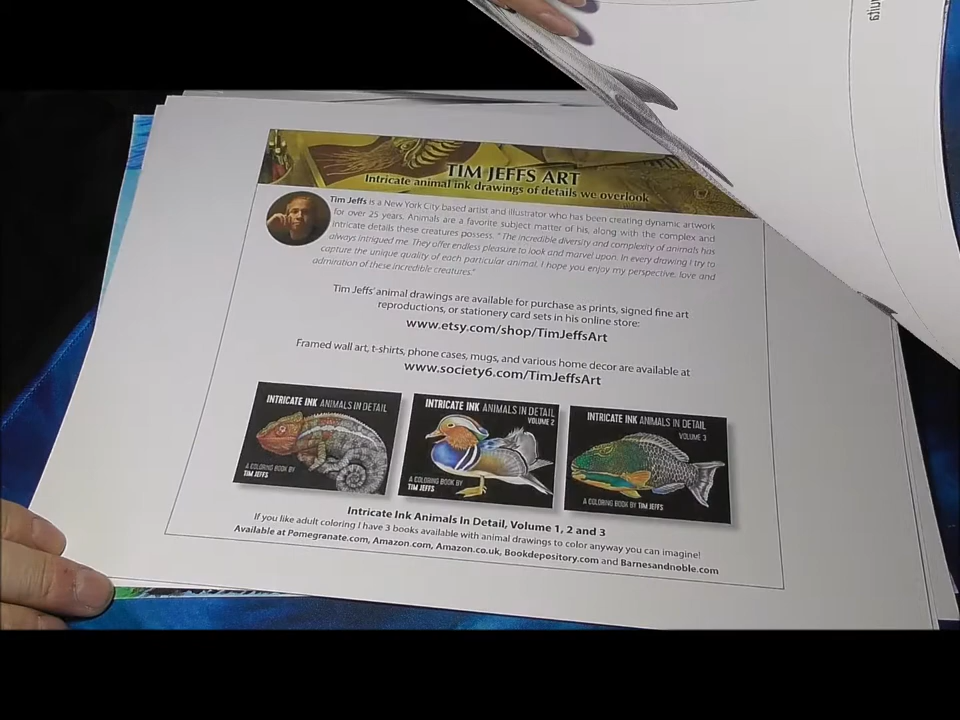 TIM JEFFS ART
Intricate animal ink drawings of details we overlook
Tim Jeffs is a New York City based artist and illustrator who has been creating dynamic artwork
for over 25 years. Animals are a favorite subject matter of his, along with the complex and
intricate details these creatures possess. "The incredible diversity and complexity of animals has
always intrigued me. They offer endless pleasure to look and marvel upon. In every drawing I try to
capture the unique quality of each particular animal. I hope you enjoy my perspective, love and
admiration of these incredible creatures."
Tim Jeffs' animal drawings are available for purchase as prints, signed fine art
reproductions, or stationery card sets in his online store:
www.etsy.com/shop/TimJeffsArt
Framed wall art, t-shirts, phone cases, mugs, and various home decor are available at
www.society6.com/TimJeffsArt
INTRICATE INK ANIMALS IN DETAIL
A COLORING BOOK BY
TIM JEFFS
INTRICATE INK ANIMALS IN DETAIL
VOLUME 2
A COLORING BOOK BY
TIM JEFFS
INTRICATE INK ANIMALS IN DETAIL
VOLUME 3
A COLORING BOOK BY TIM JEFFS
Intricate Ink Animals In Detail, Volume 1, 2 and 3
If you like adult coloring I have 3 books available with animal drawings to color anyway you can imagine!
Available at Pomegranate.com, Amazon.com, Amazon.co.uk, Bookdepository.com and Barnesandnoble.com